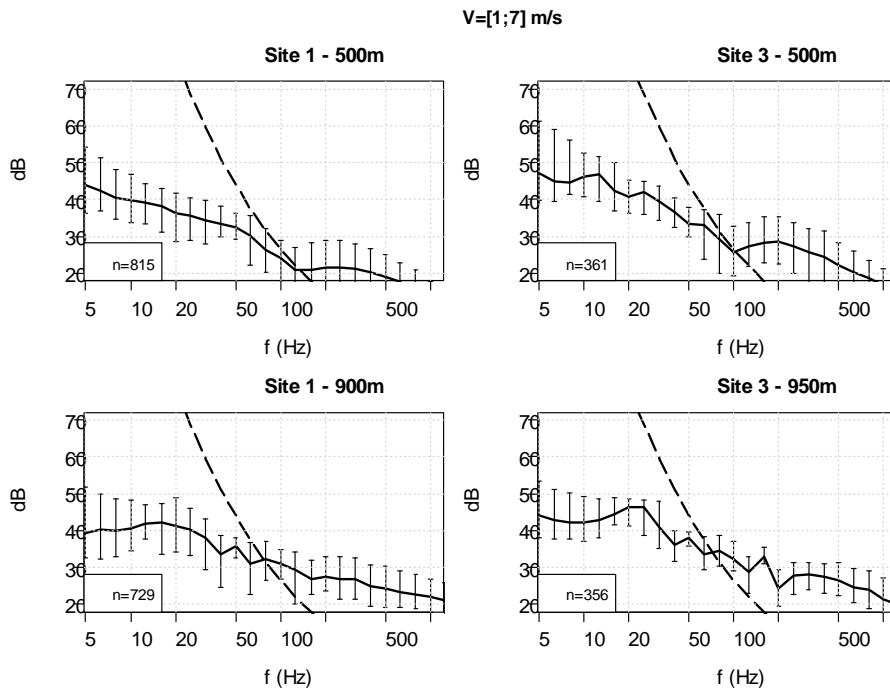 V=[1;7] m/s
Site 1 - 500m
70
60
50
40
30
20
dB
n=815
5 10 20 50 100 500
f (Hz)
Site 3 - 500m
70
60
50
40
30
20
dB
n=361
5 10 20 50 100 500
f (Hz)
Site 1 - 900m
70
60
50
40
30
20
dB
n=729
5 10 20 50 100 500
f (Hz)
Site 3 - 950m
70
60
50
40
30
20
dB
n=356
5 10 20 50 100 500
f (Hz)